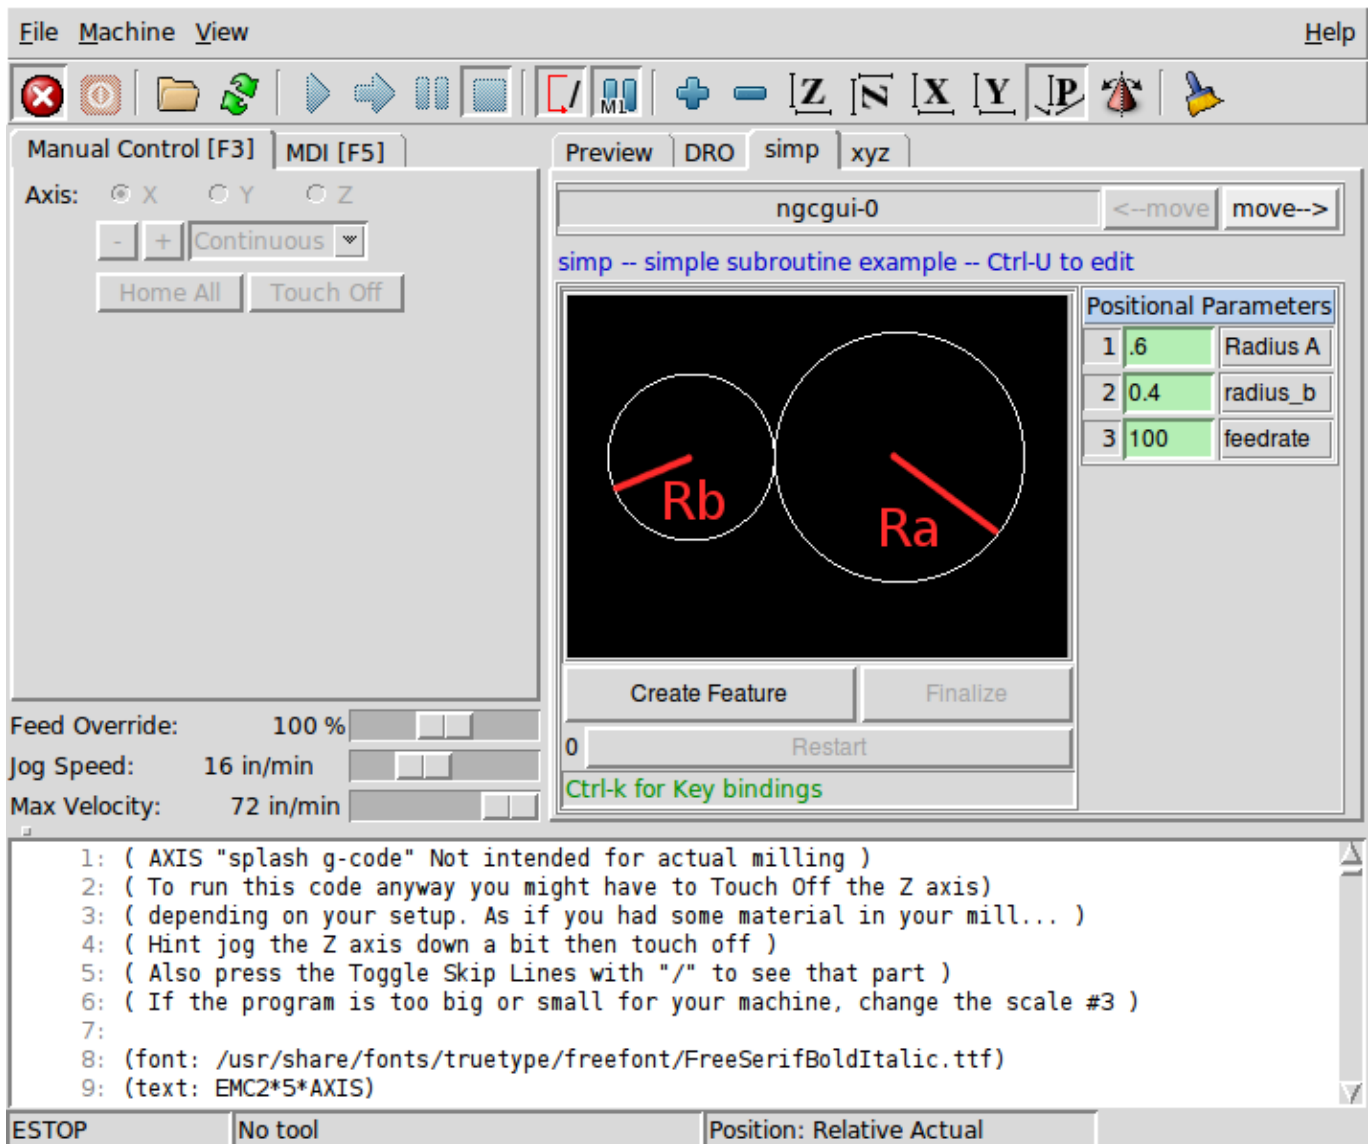 File Machine View Help
M1 Z N X Y P
Manual Control [F3] MDI [F5]
Preview DRO simp xyz
Axis: X Y Z
- + Continuous
Home All Touch Off
ngcgui-0 <--move move-->
simp -- simple subroutine example -- Ctrl-U to edit
Rb
Ra
Positional Parameters
1 .6 Radius A
2 0.4 radius_b
3 100 feedrate
Create Feature Finalize
0 Restart
Ctrl-k for Key bindings
Feed Override: 100 %
Jog Speed: 16 in/min
Max Velocity: 72 in/min
1: ( AXIS "splash g-code" Not intended for actual milling )
2: ( To run this code anyway you might have to Touch Off the Z axis)
3: ( depending on your setup. As if you had some material in your mill... )
4: ( Hint jog the Z axis down a bit then touch off )
5: ( Also press the Toggle Skip Lines with "/" to see that part )
6: ( If the program is too big or small for your machine, change the scale #3 )
7:
8: (font: /usr/share/fonts/truetype/freefont/FreeSerifBoldItalic.ttf)
9: (text: EMC2*5*AXIS)
ESTOP No tool Position: Relative Actual